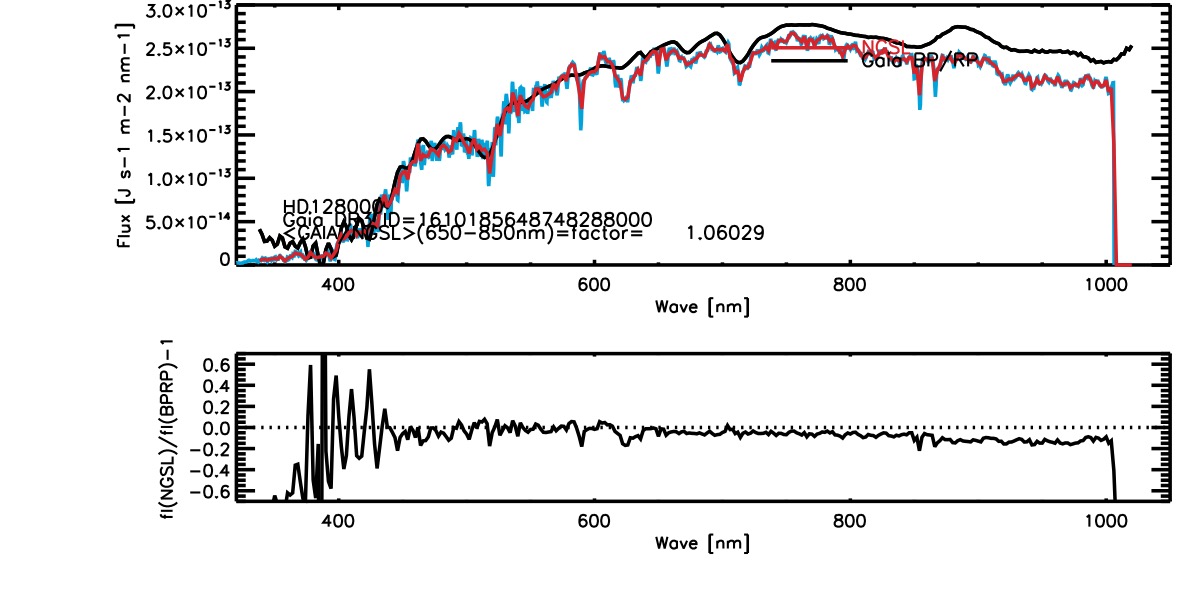 3.0×10−13
2.5×10−13
2.0×10−13
1.5×10−13
1.0×10−13
5.0×10−14
0
Flux [J s−1 m−2 nm−1]
NGSL
Gaia BP/RP
HD128000
Gaia DR3 ID=1610185648748288000
<GAIA/NGSL>(650−850nm)=factor= 1.06029
400 600 800 1000
Wave [nm]
0.6
0.4
0.2
0.0
−0.2
−0.4
−0.6
fl(NGSL)/fl(BPRP)−1
400 600 800 1000
Wave [nm]